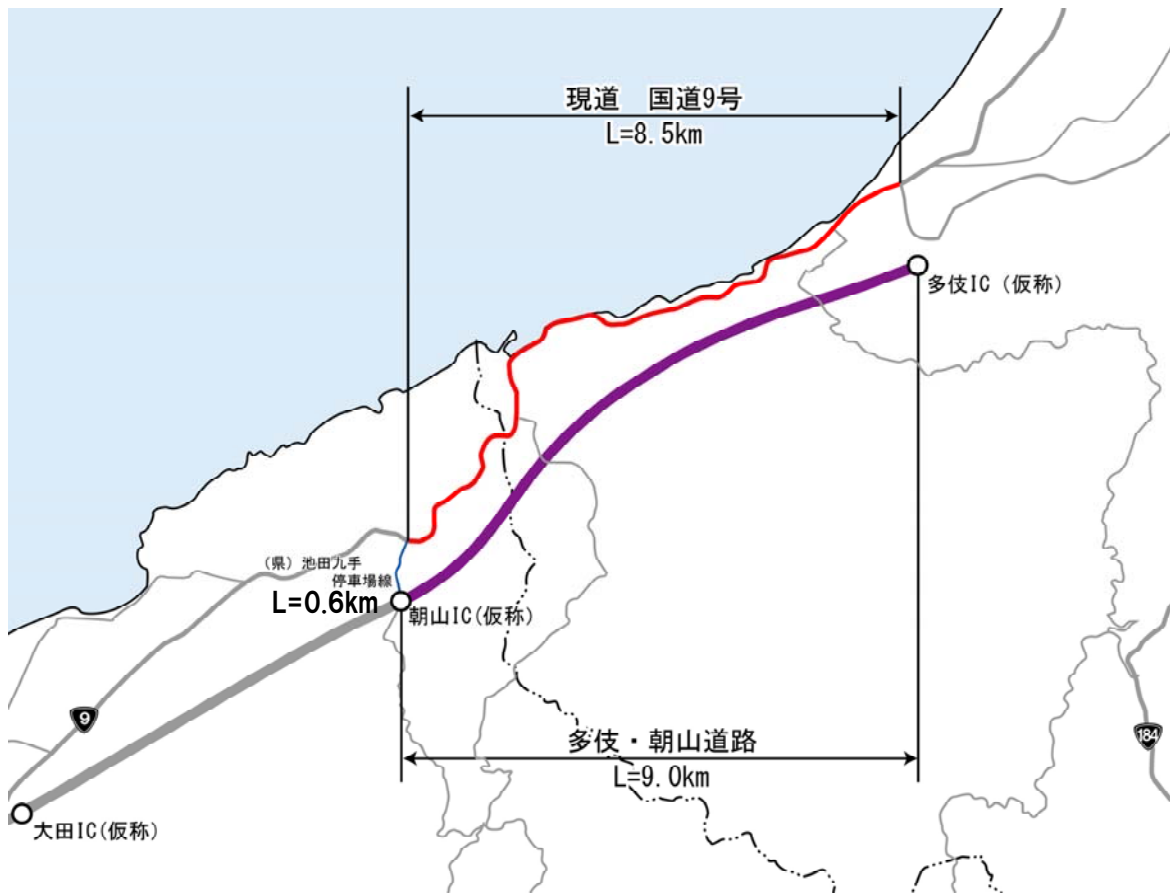 現道　国道9号
L=8.5km
多伎IC（仮称）
（県）池田九手
停車場線
L=0.6km
朝山IC(仮称)
9
184
多伎・朝山道路
L=9.0km
大田IC(仮称)